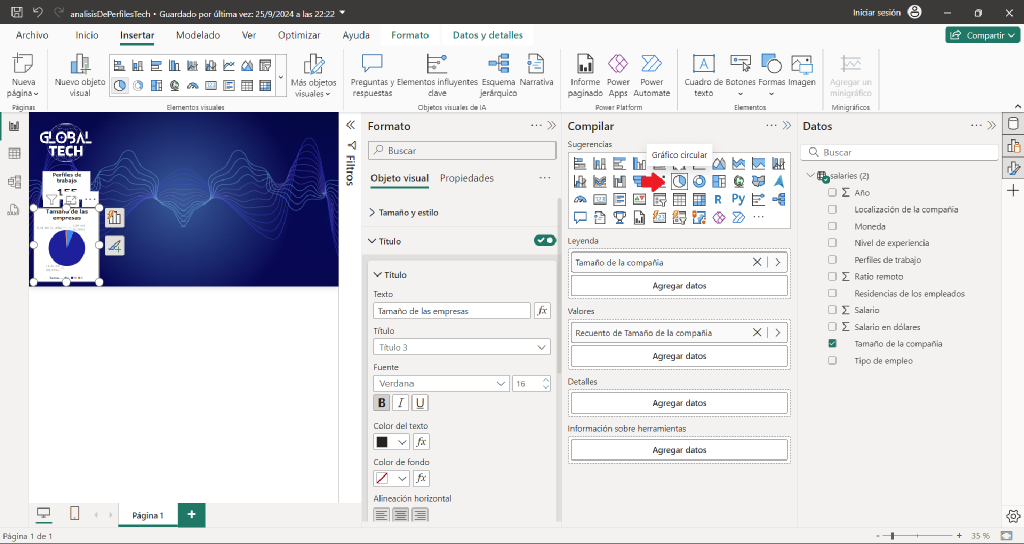 analisisDePerfilesTech • Guardado por última vez: 25/9/2024 a las 22:22
Iniciar sesión
Archivo Inicio Insertar Modelado Ver Optimizar Ayuda Formato Datos y detalles
Compartir
Nueva página
Nuevo objeto visual
Más objetos visuales
Preguntas y respuestas
Elementos influyentes clave
Esquema jerárquico
Narrativa
Informe paginado
Power Apps
Power Automate
Cuadro de texto
Botones
Formas
Imagen
Agregar un minigráfico
Páginas
Elementos visuales
Objetos visuales de IA
Power Platform
Elementos
Minigráficos
GLOBAL
TECH
Perfiles de
trabajo
Tamaño de las
empresas
Filtros
Formato
Buscar
Objeto visual Propiedades
Tamaño y estilo
Título
Título
Texto
Tamaño de las empresas
fx
Título
Título 3
Fuente
Verdana 16
B I U
Color del texto
fx
Color de fondo
fx
Alineación horizontal
Compilar
Sugerencias
Gráfico circular
R Py
Leyenda
Tamaño de la compañia
Agregar datos
Valores
Recuento de Tamaño de la compañia
Agregar datos
Detalles
Agregar datos
Información sobre herramientas
Agregar datos
Datos
Buscar
salaries (2)
Año
Localización de la compañía
Moneda
Nivel de experiencia
Perfiles de trabajo
Ratio remoto
Residencias de los empleados
Salario
Salario en dólares
Tamaño de la compañia
Tipo de empleo
Página 1
Página 1 de 1
35 %